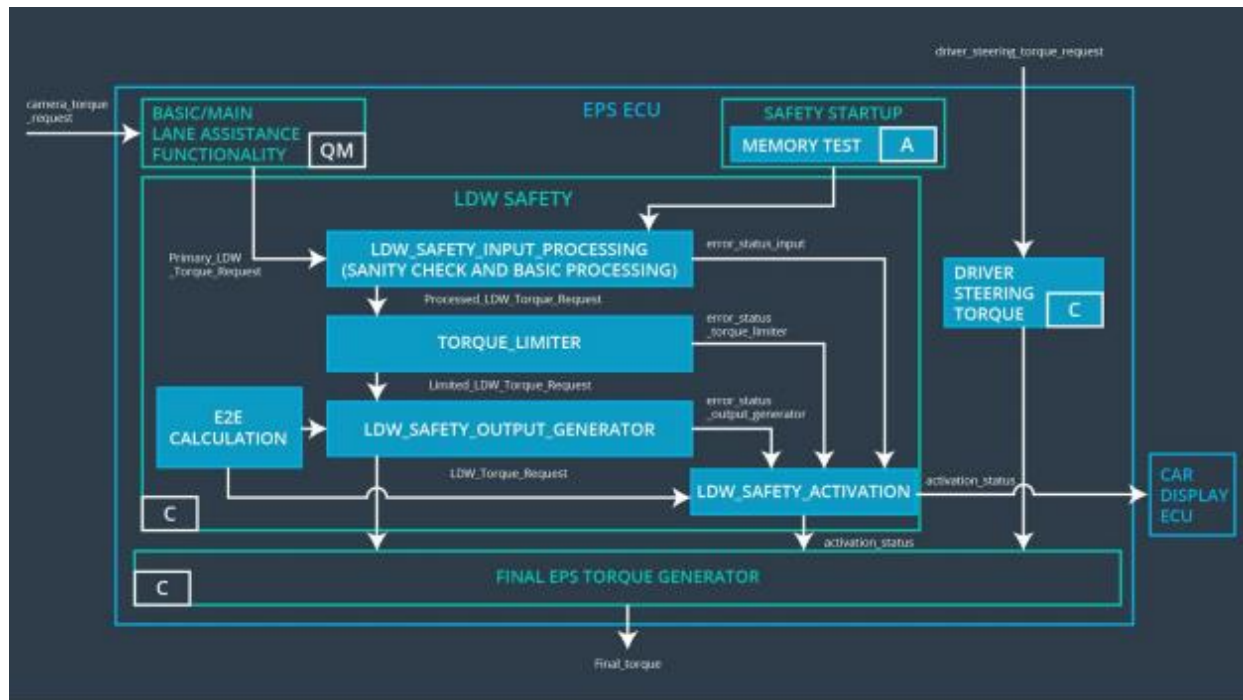 driver_steering_torque_request
camera_torque
_request
BASIC/MAIN
LANE ASSISTANCE
FUNCTIONALITY
QM
EPS ECU
SAFETY STARTUP
MEMORY TEST
A
LDW SAFETY
Primary_LDW
_Torque_Request
LDW_SAFETY_INPUT_PROCESSING
(SANITY CHECK AND BASIC PROCESSING)
error_status_input
DRIVER
STEERING
TORQUE
C
Processed_LDW_Torque_Request
TORQUE_LIMITER
error_status
_torque_limiter
Limited_LDW_Torque_Request
E2E
CALCULATION
LDW_SAFETY_OUTPUT_GENERATOR
error_status
_output_generator
LDW_Torque_Request
LDW_SAFETY_ACTIVATION
activation_status
CAR
DISPLAY
ECU
C
activation_status
FINAL EPS TORQUE GENERATOR
C
Final_torque